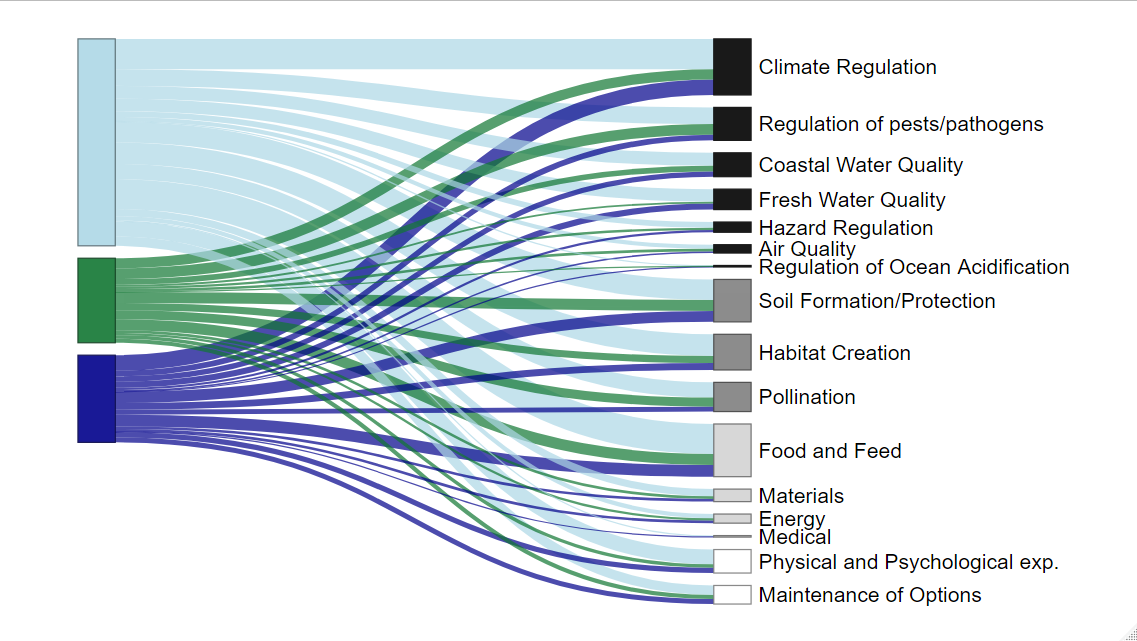 Climate Regulation
Regulation of pests/pathogens
Coastal Water Quality
Fresh Water Quality
Hazard Regulation
Air Quality
Regulation of Ocean Acidification
Soil Formation/Protection
Habitat Creation
Pollination
Food and Feed
Materials
Energy
Medical
Physical and Psychological exp.
Maintenance of Options